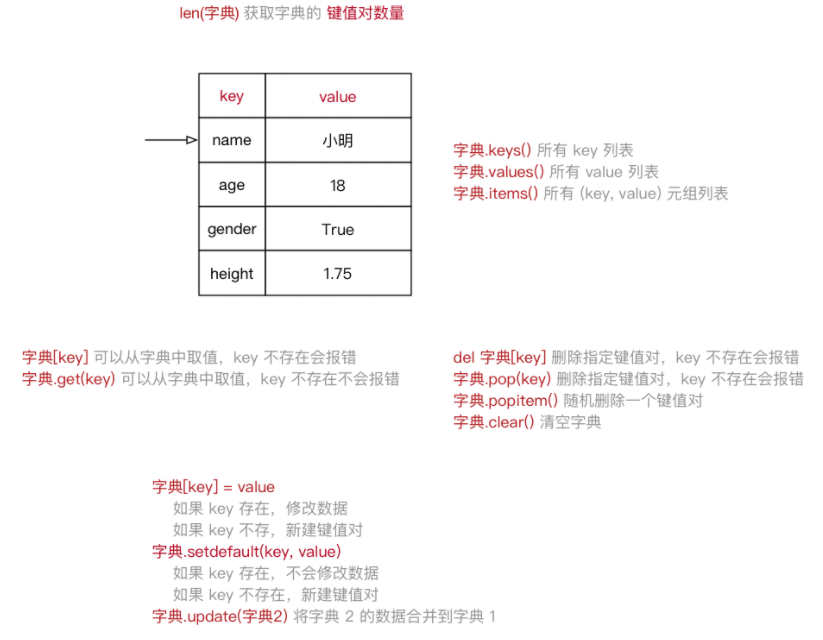 len(字典) 获取字典的 键值对数量
key value
name 小明
age 18
gender True
height 1.75
字典.keys() 所有 key 列表
字典.values() 所有 value 列表
字典.items() 所有 (key, value) 元组列表
字典[key] 可以从字典中取值，key 不存在会报错
字典.get(key) 可以从字典中取值，key 不存在不会报错
del 字典[key] 删除指定键值对，key 不存在会报错
字典.pop(key) 删除指定键值对，key 不存在会报错
字典.popitem() 随机删除一个键值对
字典.clear() 清空字典
字典[key] = value
如果 key 存在，修改数据
如果 key 不存，新建键值对
字典.setdefault(key, value)
如果 key 存在，不会修改数据
如果 key 不存在，新建键值对
字典.update(字典2) 将字典 2 的数据合并到字典 1